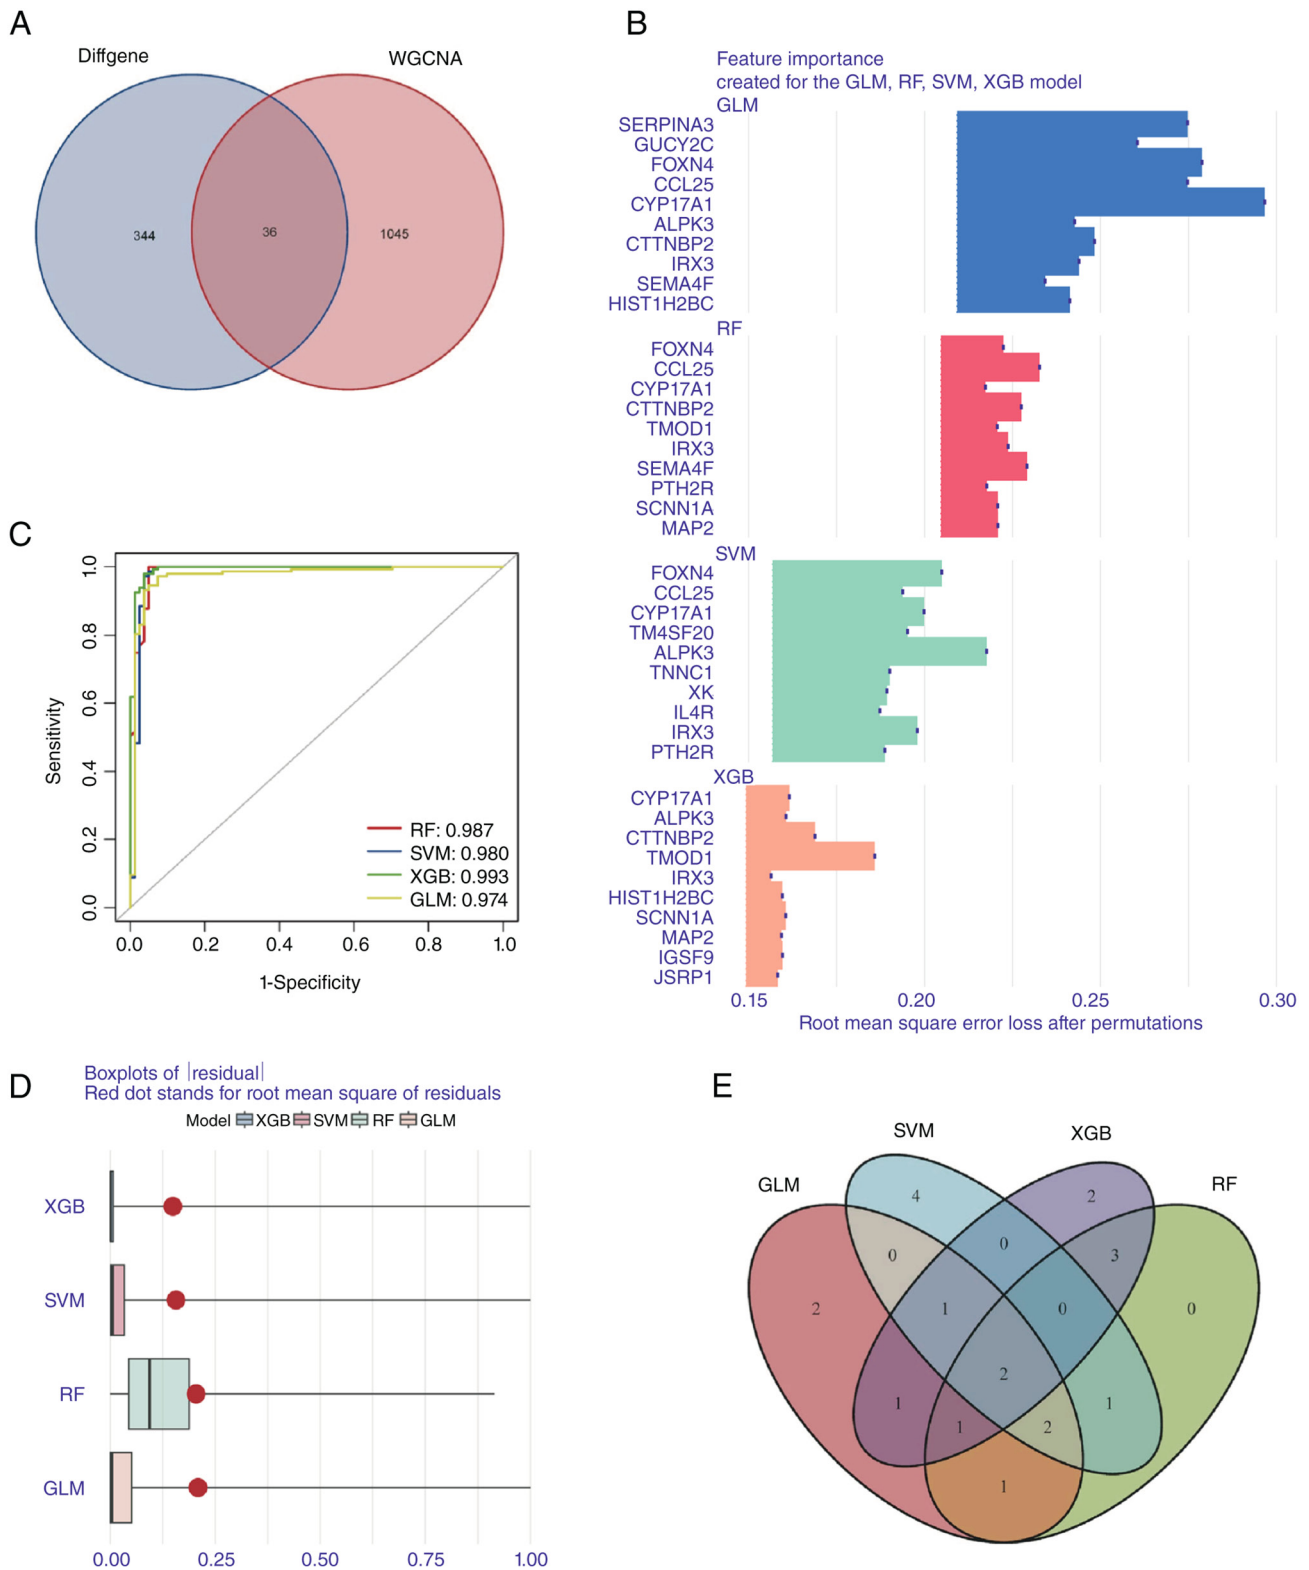 A
Diffgene
WGCNA
344
36
1045
B
Feature importance
created for the GLM, RF, SVM, XGB model
GLM
SERPINA3
GUCY2C
FOXN4
CCL25
CYP17A1
ALPK3
CTTNBP2
IRX3
SEMA4F
HIST1H2BC
RF
FOXN4
CCL25
CYP17A1
CTTNBP2
TMOD1
IRX3
SEMA4F
PTH2R
SCNN1A
MAP2
SVM
FOXN4
CCL25
CYP17A1
TM4SF20
ALPK3
TNNC1
XK
IL4R
IRX3
PTH2R
XGB
CYP17A1
ALPK3
CTTNBP2
TMOD1
IRX3
HIST1H2BC
SCNN1A
MAP2
IGSF9
JSRP1
0.15 0.20 0.25 0.30
Root mean square error loss after permutations
C
Sensitivity
1.0
0.8
0.6
0.4
0.2
0.0
RF: 0.987
SVM: 0.980
XGB: 0.993
GLM: 0.974
0.0 0.2 0.4 0.6 0.8 1.0
1-Specificity
D
Boxplots of |residual|
Red dot stands for root mean square of residuals
Model XGB SVM RF GLM
XGB
SVM
RF
GLM
0.00 0.25 0.50 0.75 1.00
E
SVM
XGB
GLM
RF
4
2
0
0
3
2
1
0
0
2
1
1
1
2
1